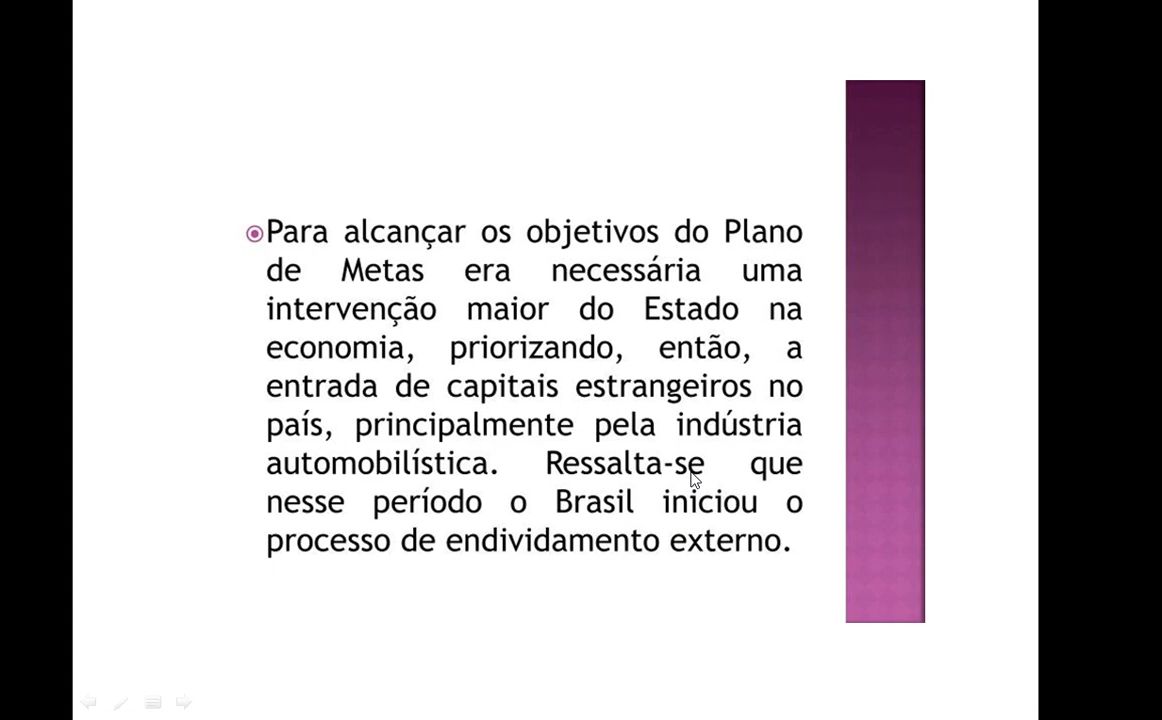 Para alcançar os objetivos do Plano
de Metas era necessária uma
intervenção maior do Estado na
economia, priorizando, então, a
entrada de capitais estrangeiros no
país, principalmente pela indústria
automobilística. Ressalta-se que
nesse período o Brasil iniciou o
processo de endividamento externo.